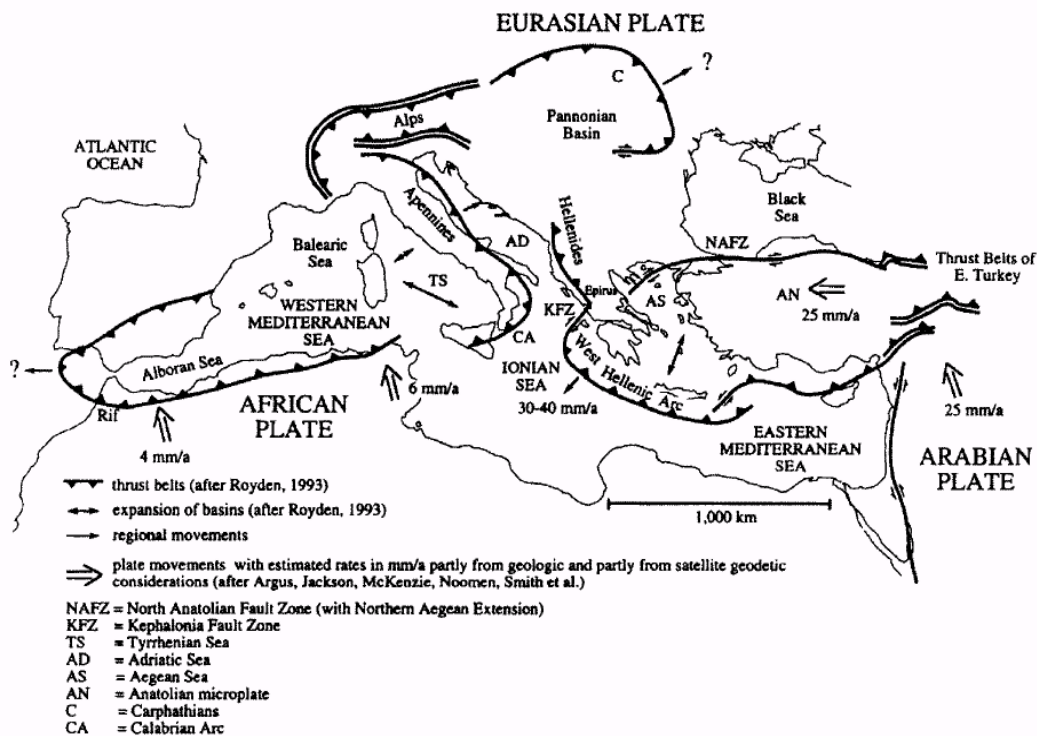 EURASIAN PLATE
C
?
Pannonian
Basin
Alps
ATLANTIC
OCEAN
Black
Sea
Apennines
Hellenides
Balearic
Sea
AD
NAFZ
Thrust Belts of
E. Turkey
TS
Epirus
AS
AN
25 mm/a
WESTERN
MEDITERRANEAN
SEA
KFZ
CA
?
Alboran Sea
IONIAN
SEA
West Hellenic Arc
6 mm/a
30-40 mm/a
Rif
AFRICAN
PLATE
25 mm/a
EASTERN
MEDITERRANEAN
SEA
ARABIAN
PLATE
4 mm/a
1,000 km
thrust belts (after Royden, 1993)
expansion of basins (after Royden, 1993)
regional movements
plate movements with estimated rates in mm/a partly from geologic and partly from satellite geodetic
considerations (after Argus, Jackson, McKenzie, Noomen, Smith et al.)
NAFZ = North Anatolian Fault Zone (with Northern Aegean Extension)
KFZ = Kephalonia Fault Zone
TS = Tyrrhenian Sea
AD = Adriatic Sea
AS = Aegean Sea
AN = Anatolian microplate
C = Carphathians
CA = Calabrian Arc